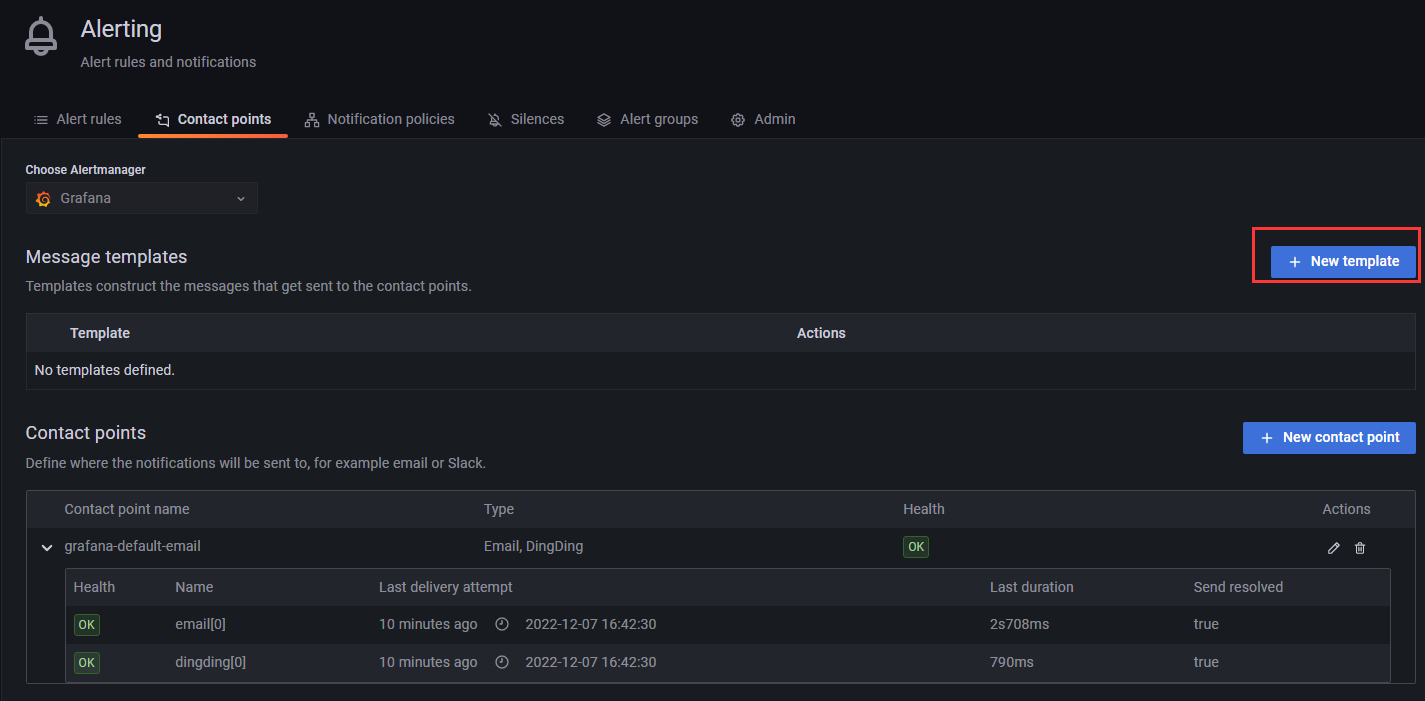 Alerting
Alert rules and notifications
Alert rules Contact points Notification policies Silences Alert groups Admin
Choose Alertmanager
Grafana
Message templates
+ New template
Templates construct the messages that get sent to the contact points.
Template Actions
No templates defined.
Contact points
+ New contact point
Define where the notifications will be sent to, for example email or Slack.
Contact point name Type Health Actions
grafana-default-email Email, DingDing OK
Health Name Last delivery attempt Last duration Send resolved
OK email[0] 10 minutes ago 2022-12-07 16:42:30 2s708ms true
OK dingding[0] 10 minutes ago 2022-12-07 16:42:30 790ms true